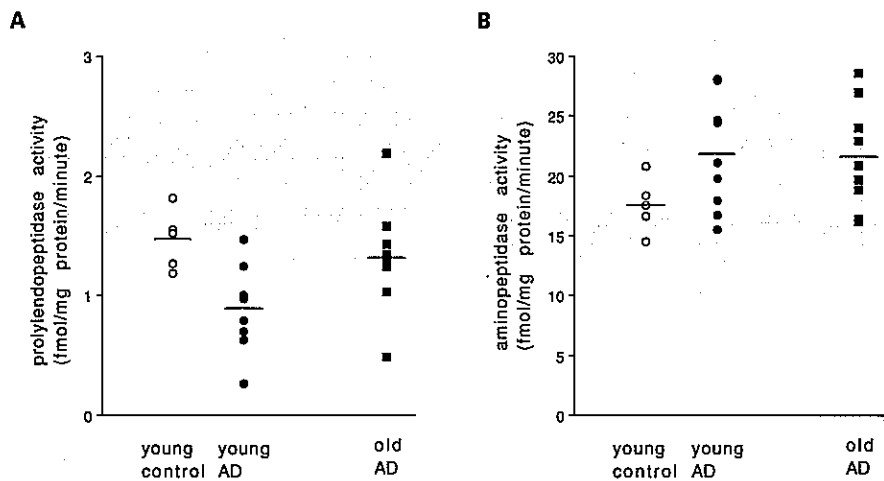 A
prolylendopeptidase activity
(fmol/mg protein/minute)
3
2
1
0
young control
young AD
old AD
B
aminopeptidase activity
(fmol/mg protein/minute)
30
25
20
15
10
5
0
young control
young AD
old AD